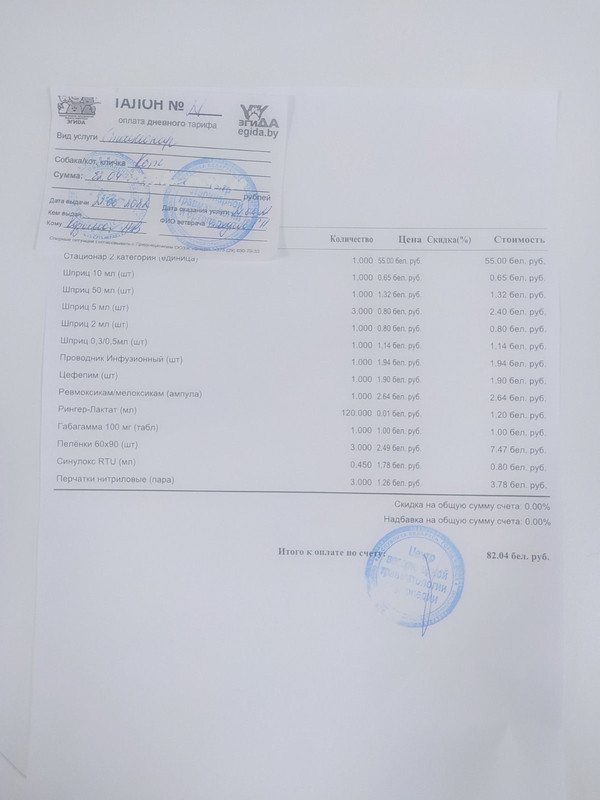 ТАЛОН №
ЭГИДА
оплата дневного тарифа
ЭГИДА
egida.by
Вид услуги Стационар
Собака/кот, кличка
Сумма: 82.04 рублей
Дата выдачи
Дата оказания услуги
Кем выдан
ФИО ветврача
Кому
Количество Цена Скидка(%) Стоимость
Стационар 2 категория (единица) 1.000 55.00 бел. руб. 55.00 бел. руб.
Шприц 10 мл (шт) 1.000 0.65 бел. руб. 0.65 бел. руб.
Шприц 50 мл (шт) 1.000 1.32 бел. руб. 1.32 бел. руб.
Шприц 5 мл (шт) 3.000 0.80 бел. руб. 2.40 бел. руб.
Шприц 2 мл (шт) 1.000 0.80 бел. руб. 0.80 бел. руб.
Шприц 0,3/0,5мл (шт) 1.000 1.14 бел. руб. 1.14 бел. руб.
Проводник Инфузионный (шт) 1.000 1.94 бел. руб. 1.94 бел. руб.
Цефепим (шт) 1.000 1.90 бел. руб. 1.90 бел. руб.
Ревмоксикам/мелоксикам (ампула) 1.000 2.64 бел. руб. 2.64 бел. руб.
Рингер-Лактат (мл) 120.000 0.01 бел. руб. 1.20 бел. руб.
Габагамма 100 мг (табл) 1.000 1.00 бел. руб. 1.00 бел. руб.
Пелёнки 60х90 (шт) 3.000 2.49 бел. руб. 7.47 бел. руб.
Синулокс RTU (мл) 0.450 1.78 бел. руб. 0.80 бел. руб.
Перчатки нитриловые (пара) 3.000 1.26 бел. руб. 3.78 бел. руб.
Скидка на общую сумму счета: 0.00%
Надбавка на общую сумму счета: 0.00%
Итого к оплате по счету: 82.04 бел. руб.
Центр